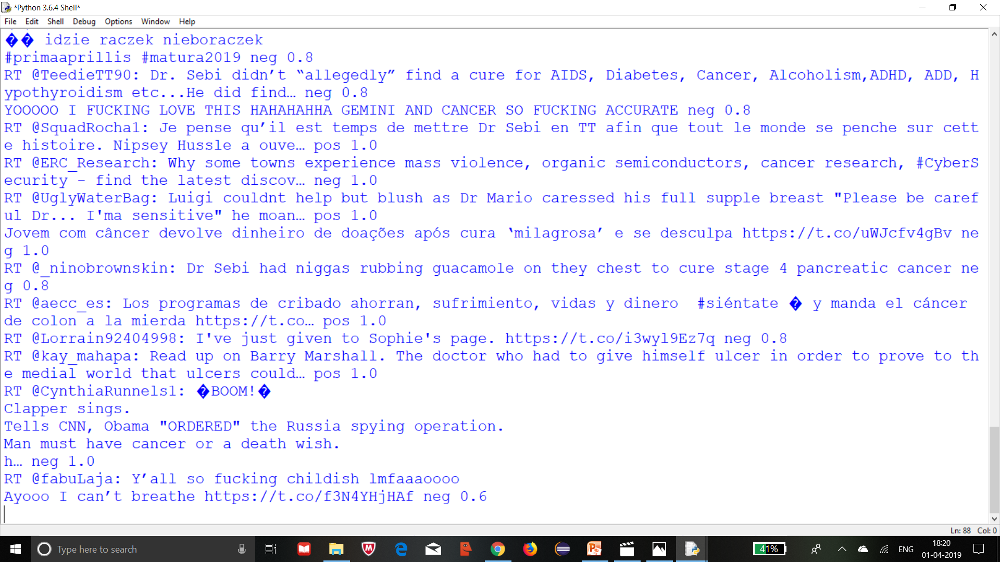 *Python 3.6.4 Shell*
File Edit Shell Debug Options Window Help
�� idzie raczek nieboraczek
#primaaprillis #matura2019 neg 0.8
RT @TeedieTT90: Dr. Sebi didn’t “allegedly” find a cure for AIDS, Diabetes, Cancer, Alcoholism,ADHD, ADD, H
ypothyroidism etc...He did find… neg 0.8
YOOOOO I FUCKING LOVE THIS HAHAHAHHA GEMINI AND CANCER SO FUCKING ACCURATE neg 0.8
RT @SquadRocha1: Je pense qu’il est temps de mettre Dr Sebi en TT afin que tout le monde se penche sur cett
e histoire. Nipsey Hussle a ouve… pos 1.0
RT @ERC_Research: Why some towns experience mass violence, organic semiconductors, cancer research, #CyberS
ecurity – find the latest discov… neg 1.0
RT @UglyWaterBag: Luigi couldnt help but blush as Dr Mario caressed his full supple breast "Please be caref
ul Dr... I'ma sensitive" he moan… pos 1.0
Jovem com câncer devolve dinheiro de doações após cura ‘milagrosa’ e se desculpa https://t.co/uWJcfv4gBv ne
g 1.0
RT @_ninobrownskin: Dr Sebi had niggas rubbing guacamole on they chest to cure stage 4 pancreatic cancer ne
g 0.8
RT @aecc_es: Los programas de cribado ahorran, sufrimiento, vidas y dinero  #siéntate � y manda el cáncer
de colon a la mierda https://t.co… pos 1.0
RT @Lorrain92404998: I've just given to Sophie's page. https://t.co/i3wyl9Ez7q neg 0.8
RT @kay_mahapa: Read up on Barry Marshall. The doctor who had to give himself ulcer in order to prove to th
e medial world that ulcers could… pos 1.0
RT @CynthiaRunnels1: �BOOM!�
Clapper sings.
Tells CNN, Obama "ORDERED" the Russia spying operation.
Man must have cancer or a death wish.
h… neg 1.0
RT @fabuLaja: Y’all so fucking childish lmfaaaoooo
Ayooo I can’t breathe https://t.co/f3N4YHjHAf neg 0.6
Ln: 88 Col: 0
Type here to search
41%
ENG
18:20
01-04-2019